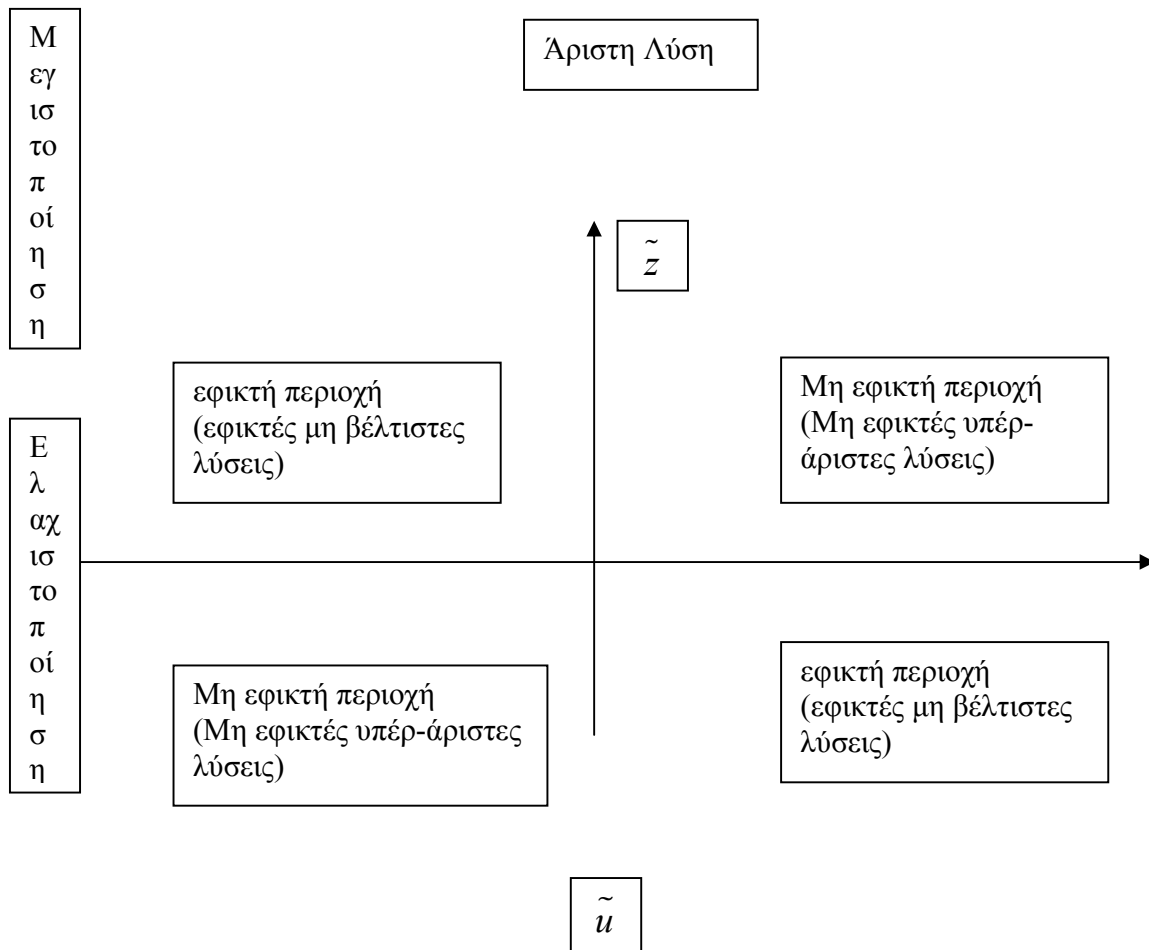 Μ
εγ
ισ
το
π
οί
η
σ
η
Άριστη Λύση
z̃
εφικτή περιοχή
(εφικτές μη βέλτιστες
λύσεις)
Μη εφικτή περιοχή
(Μη εφικτές υπέρ-
άριστες λύσεις)
Ε
λ
αχ
ισ
το
π
οί
η
ση
η
Μη εφικτή περιοχή
(Μη εφικτές υπέρ-άριστες
λύσεις)
εφικτή περιοχή
(εφικτές μη βέλτιστες
λύσεις)
ũ